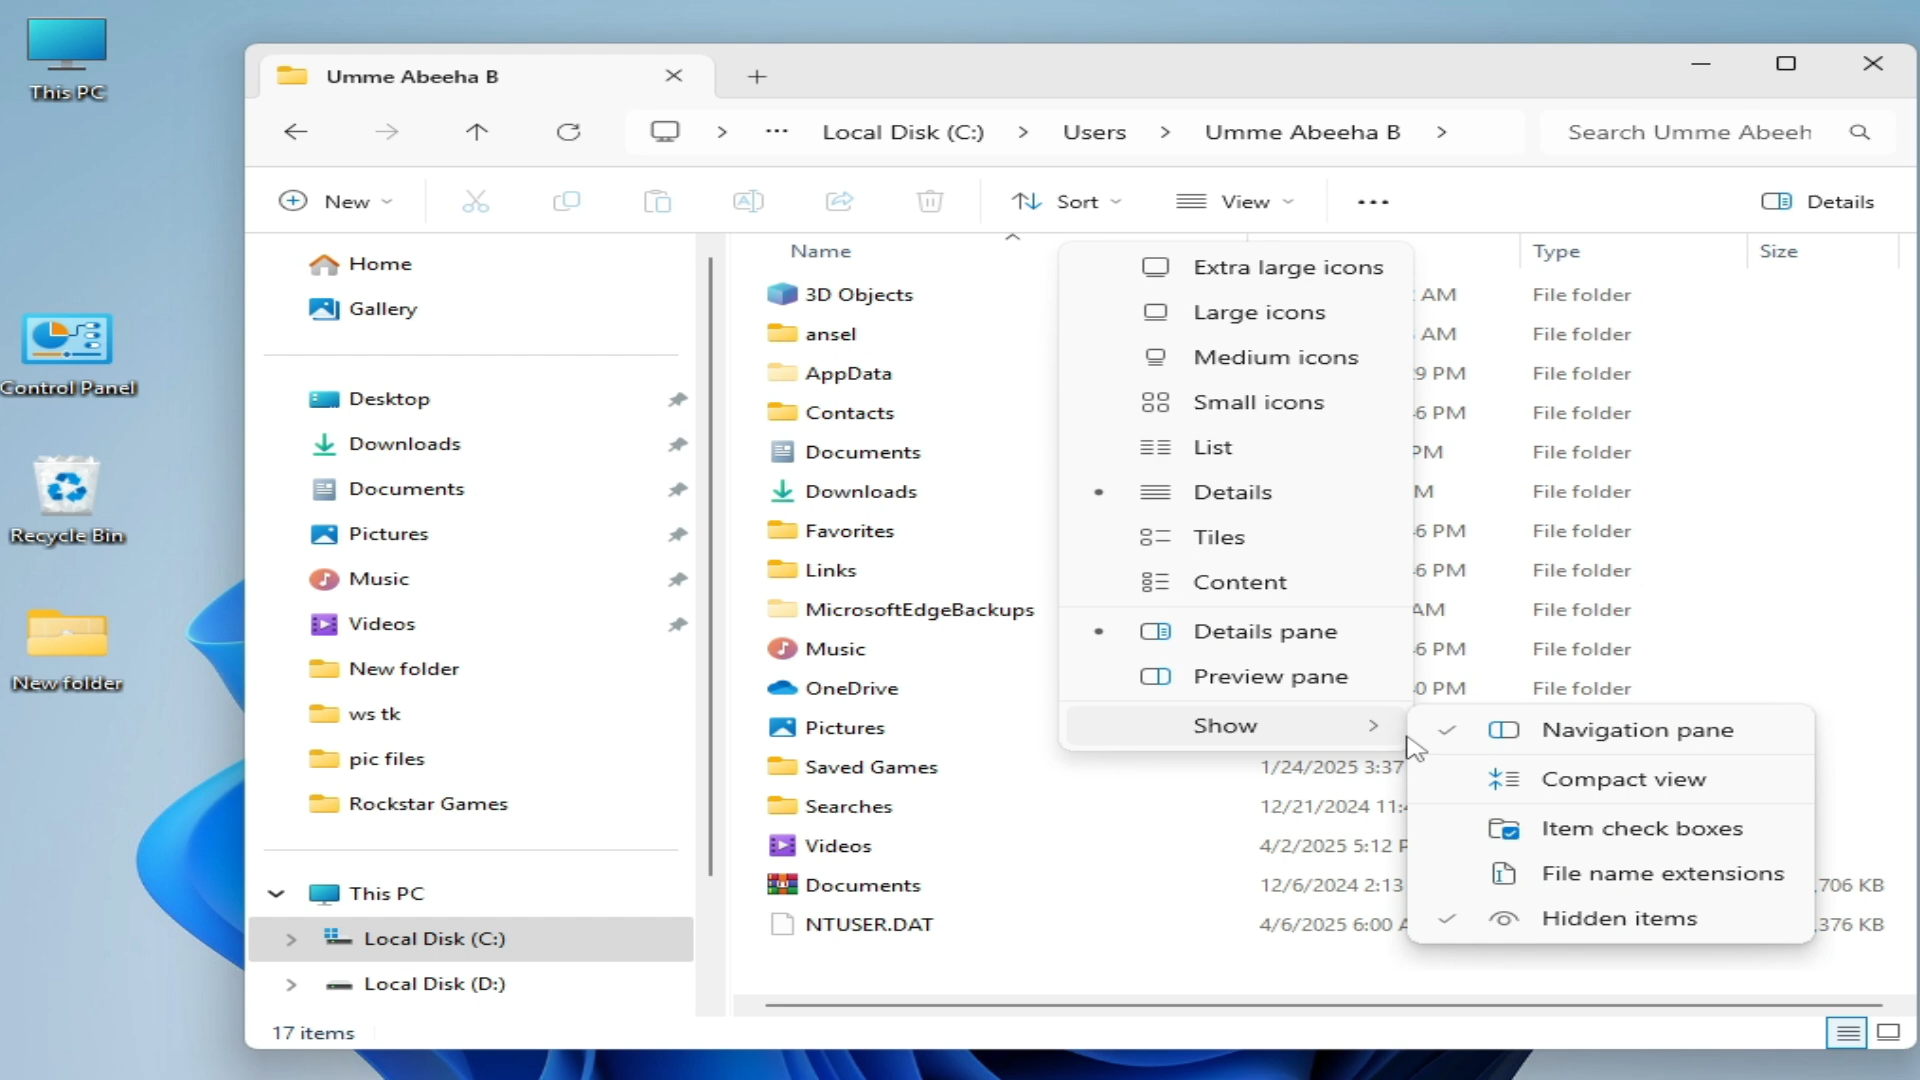 This PC
Control Panel
Recycle Bin
New folder
Umme Abeeha B
Local Disk (C:) > Users > Umme Abeeha B >
Search Umme Abeeh
New
Sort
View
Details
Home
Gallery
Desktop
Downloads
Documents
Pictures
Music
Videos
New folder
ws tk
pic files
Rockstar Games
This PC
Local Disk (C:)
Local Disk (D:)
Name
Type
Size
3D Objects AM File folder
ansel AM File folder
AppData 9 PM File folder
Contacts 6 PM File folder
Documents PM File folder
Downloads M File folder
Favorites 6 PM File folder
Links 6 PM File folder
MicrosoftEdgeBackups AM File folder
Music 6 PM File folder
OneDrive 0 PM File folder
Pictures
Saved Games 1/24/2025 3:37
Searches 12/21/2024 11:
Videos 4/2/2025 5:12 P
Documents 12/6/2024 2:13 706 KB
NTUSER.DAT 4/6/2025 6:00 A 376 KB
Extra large icons
Large icons
Medium icons
Small icons
List
Details
Tiles
Content
Details pane
Preview pane
Show
Navigation pane
Compact view
Item check boxes
File name extensions
Hidden items
17 items